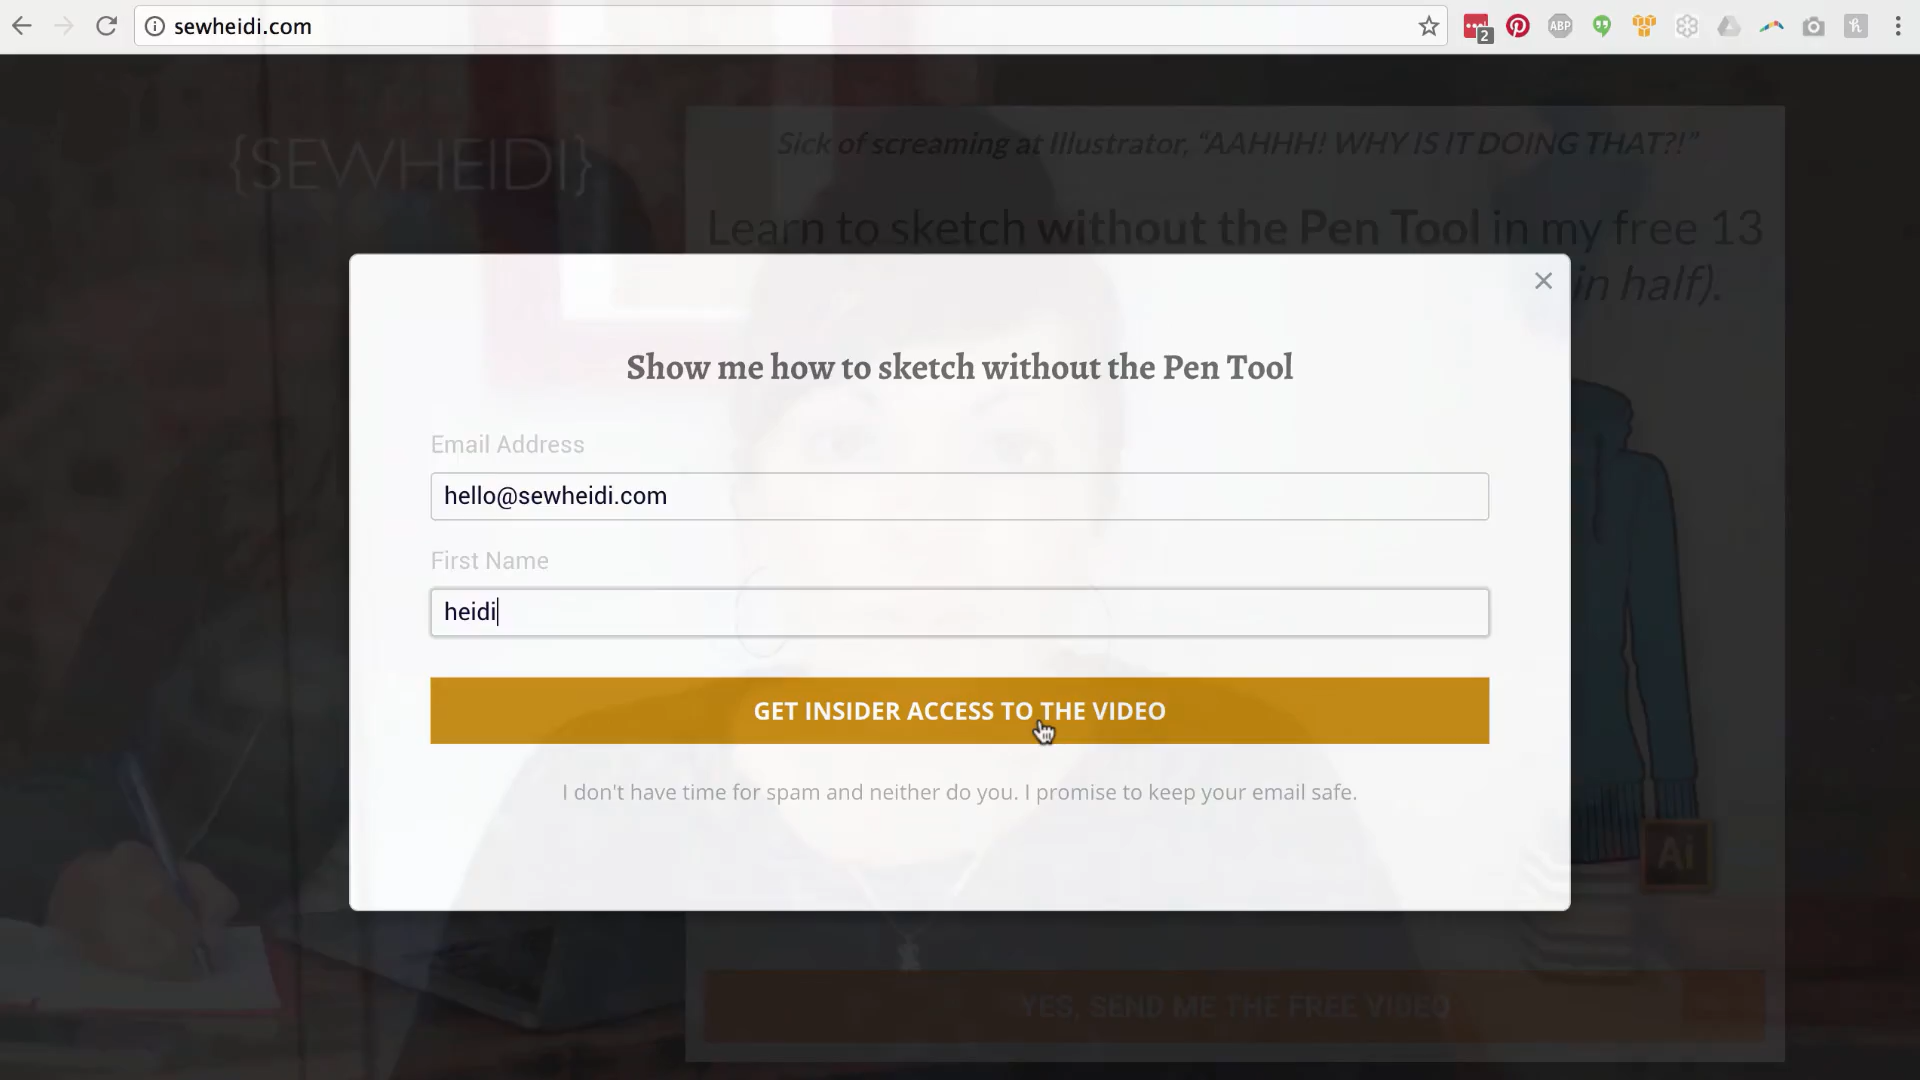 sewheidi.com
2
ABP
{SEWHEIDI}
Sick of screaming at Illustrator, “AAHHH! WHY IS IT DOING THAT?!”
Learn to sketch without the Pen Tool in my free 13
in half).
Show me how to sketch without the Pen Tool
Email Address
hello@sewheidi.com
First Name
heidi
GET INSIDER ACCESS TO THE VIDEO
I don't have time for spam and neither do you. I promise to keep your email safe.
Ai
YES, SEND ME THE FREE VIDEO